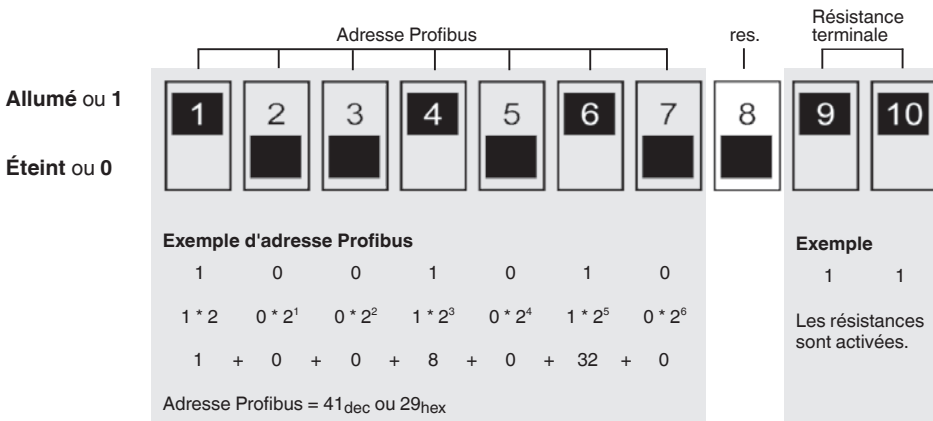 Adresse Profibus
res.
Résistance
terminale
Allumé ou 1
Éteint ou 0
1 2 3 4 5 6 7 8 9 10
Exemple d'adresse Profibus
1 0 0 1 0 1 0
1 * 2 0 * 2¹ 0 * 2² 1 * 2³ 0 * 2⁴ 1 * 2⁵ 0 * 2⁶
1 + 0 + 0 + 8 + 0 + 32 + 0
Adresse Profibus = 41dec ou 29hex
Exemple
1 1
Les résistances
sont activées.